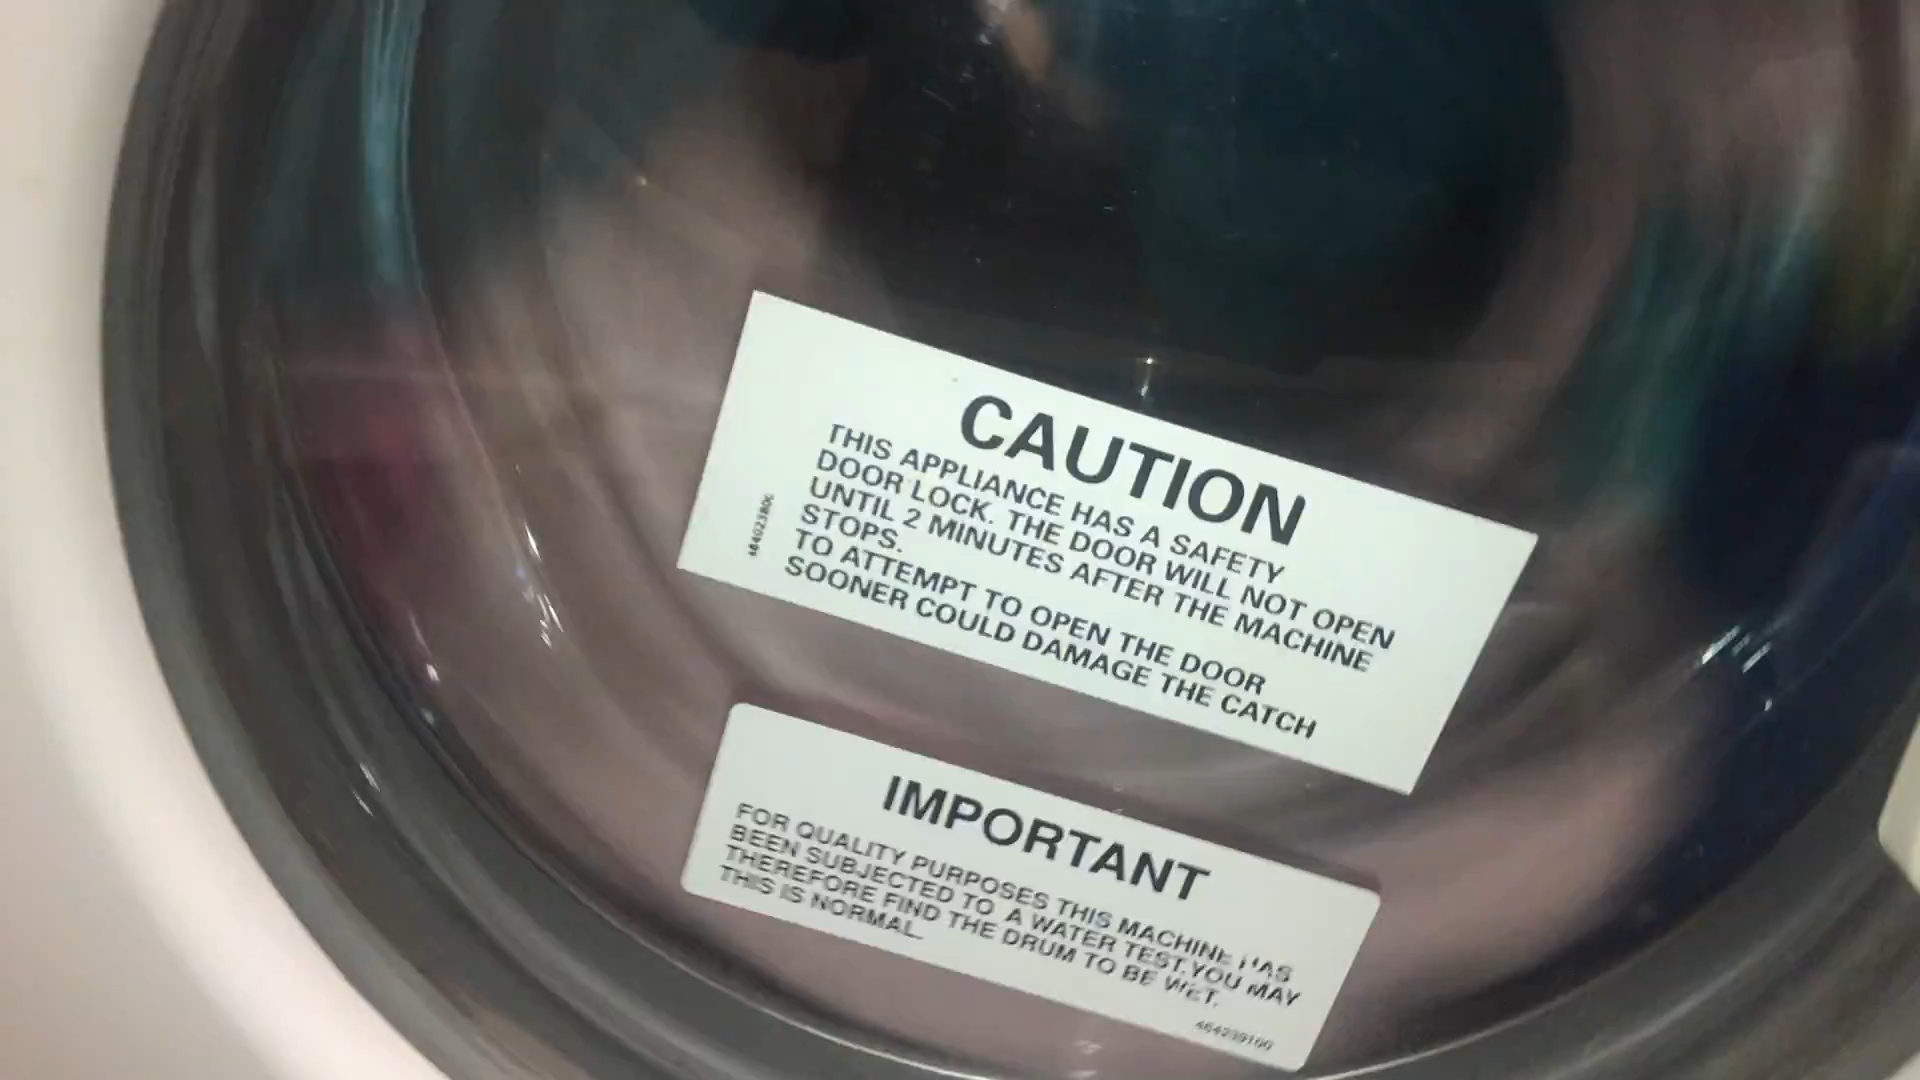 CAUTION
THIS APPLIANCE HAS A SAFETY
DOOR LOCK. THE DOOR WILL NOT OPEN
UNTIL 2 MINUTES AFTER THE MACHINE
STOPS.
TO ATTEMPT TO OPEN THE DOOR
SOONER COULD DAMAGE THE CATCH
IMPORTANT
FOR QUALITY PURPOSES THIS MACHINE HAS
BEEN SUBJECTED TO A WATER TEST. YOU MAY
THEREFORE FIND THE DRUM TO BE WET.
THIS IS NORMAL.
464239100